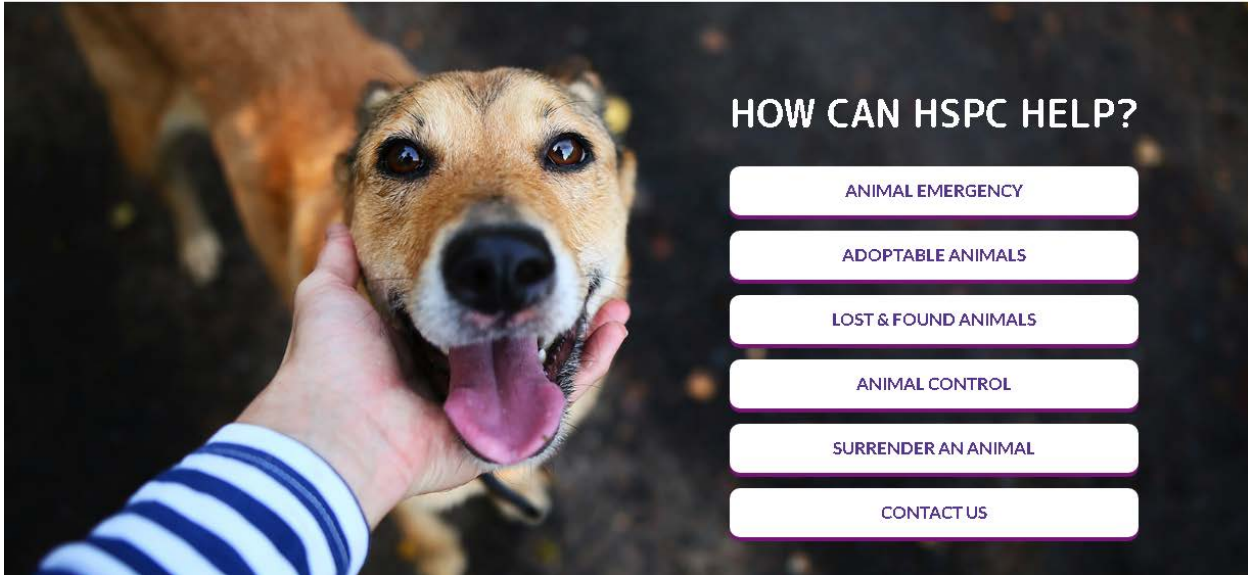 HOW CAN HSPC HELP?
ANIMAL EMERGENCY
ADOPTABLE ANIMALS
LOST & FOUND ANIMALS
ANIMAL CONTROL
SURRENDER AN ANIMAL
CONTACT US